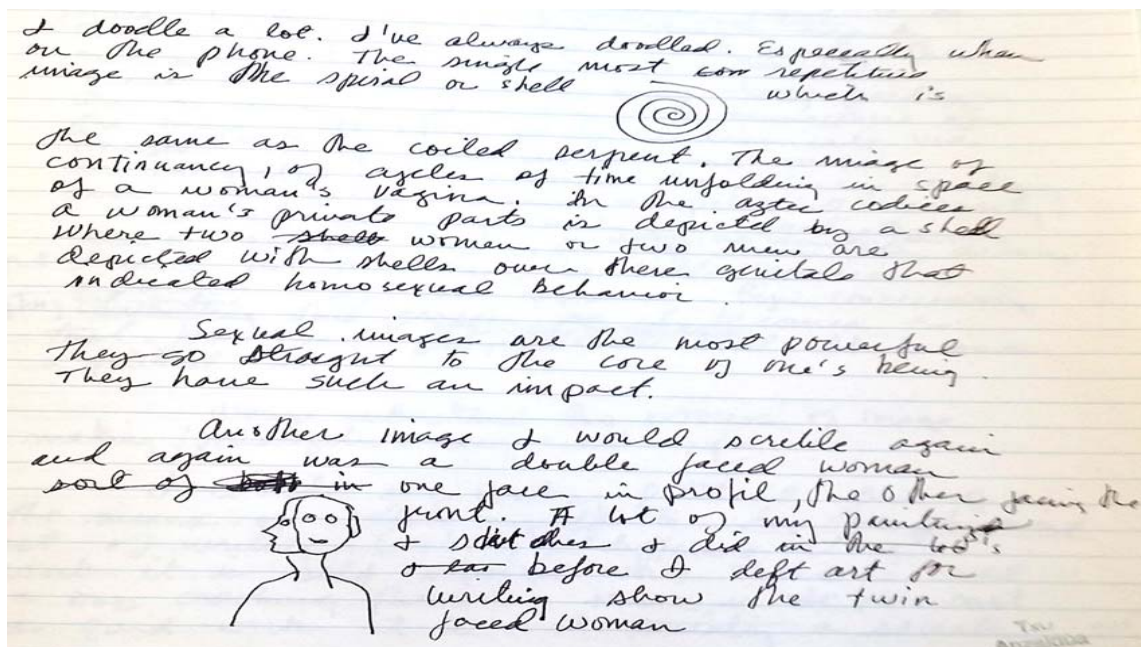 I doodle a lot. I've always doodled. Especially when
on the phone. The single most com repetitive
image is the spiral or shell which is
the same as the coiled serpent. The image of
continuancy, of cycles of time unfolding in space
of a woman's vagina. In the aztec codices
a woman's private parts is depicted by a shell
where two shells women or two men are
depicted with shells over there genitals that
indicated homosexual behavior.
Sexual images are the most powerful
They go straight to the core of one's being.
They have such an impact.
Another image I would scrible again
and again was a double faced woman
sort of in one face in profil, the other facing the
front. A lot of my paintings
& sketches I did in the 60's
before I left art for
writing show the twin
faced woman